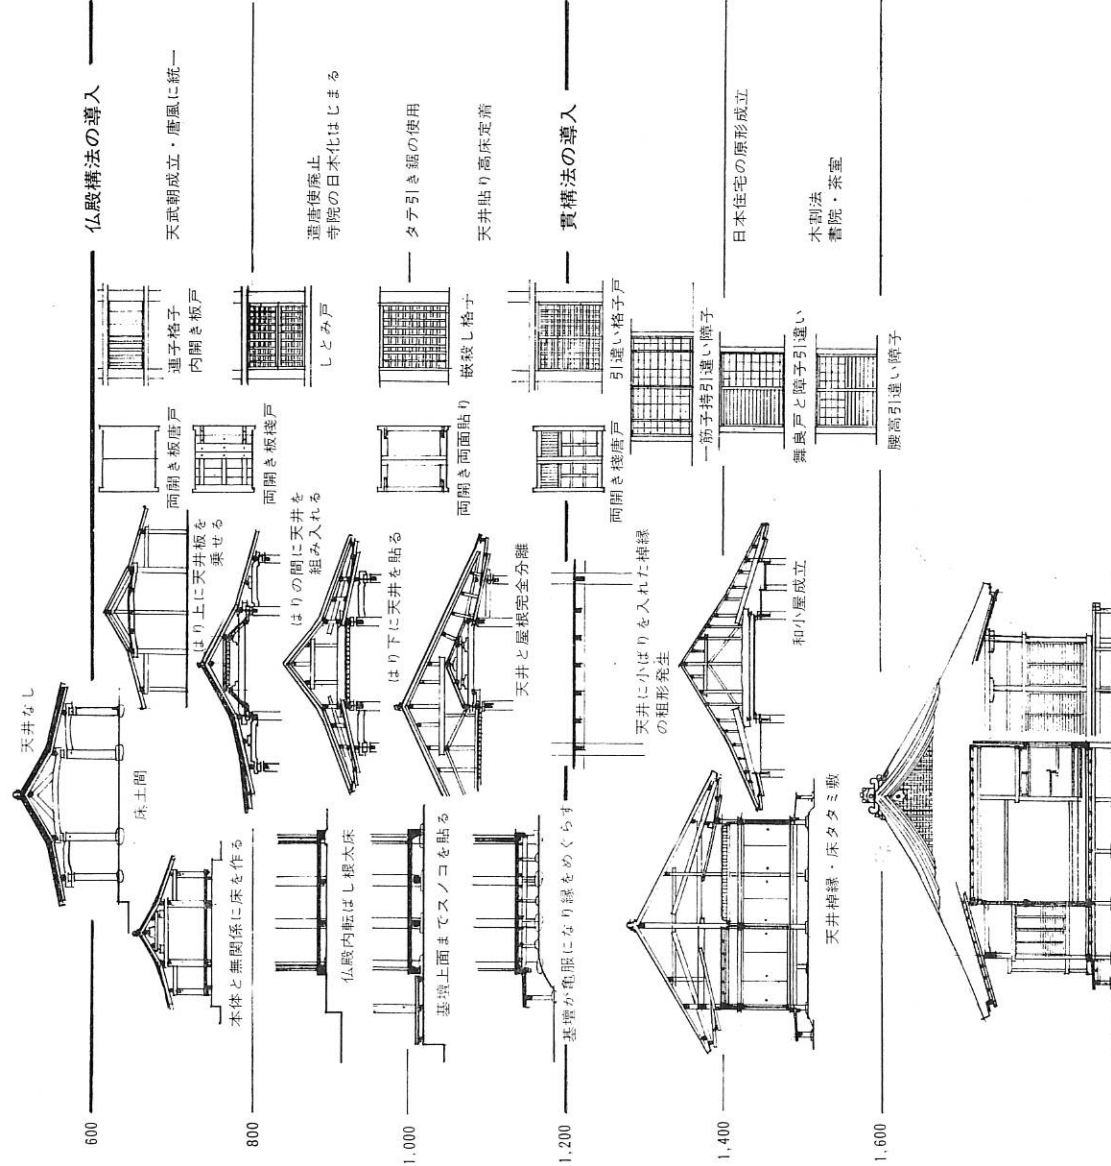 600
800
1,000
1,200
1,400
1,600
仏殿構法の導入
天武朝成立・唐風に統一
遣唐使廃止
寺院の日本化はじまる
タテ引き鋸の使用
天井貼り高床定着
貫構法の導入
日本住宅の原形成立
木割法
書院・茶室
連子格子
内開き板戸
しとみ戸
嵌殺し格子
引違い格子戸
一筋子持引違い障子
舞良戸と障子引違い
腰高引違い障子
両開き板唐戸
両開き板棧戸
両開き両面貼り
両開き棧唐戸
天井なし
はり上に天井板を
乗せる
はりの間に天井を
組み入れる
はり下に天井を貼る
天井と屋根完全分離
天井に小ばりを入れた棹縁
の租形発生
和小屋成立
床土間
本体と無関係に床を作る
仏殿内転ばし根太床
基壇上面までスノコを貼る
基壇が亀服になり縁をめぐらす
天井棹縁・床タタミ敷